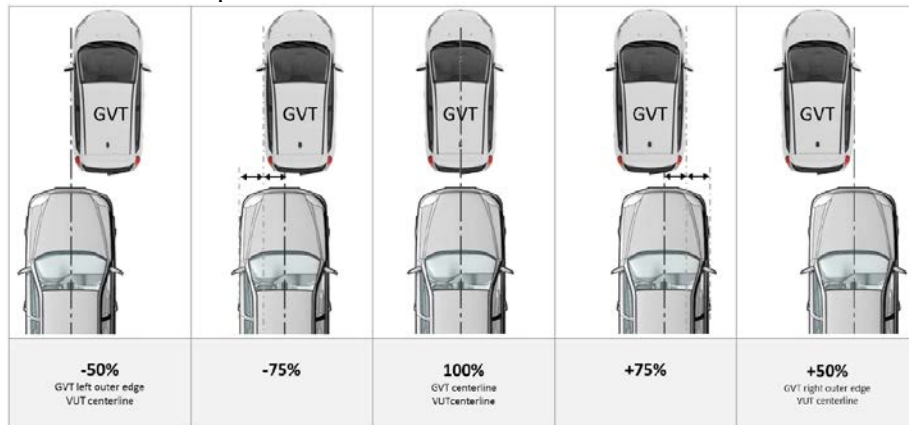 GVT
GVT
GVT
GVT
GVT
-50%
GVT left outer edge
VUT centerline
-75%
100%
GVT centerline
VUTcenterline
+75%
+50%
GVT right outer edge
VUT centerline